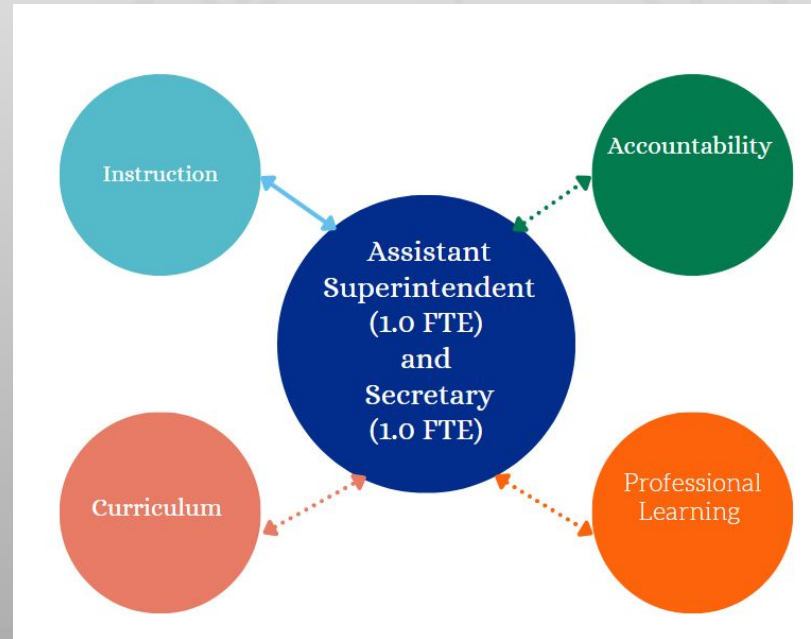 Instruction
Accountability
Assistant
Superintendent
(1.0 FTE)
and
Secretary
(1.0 FTE)
Curriculum
Professional
Learning